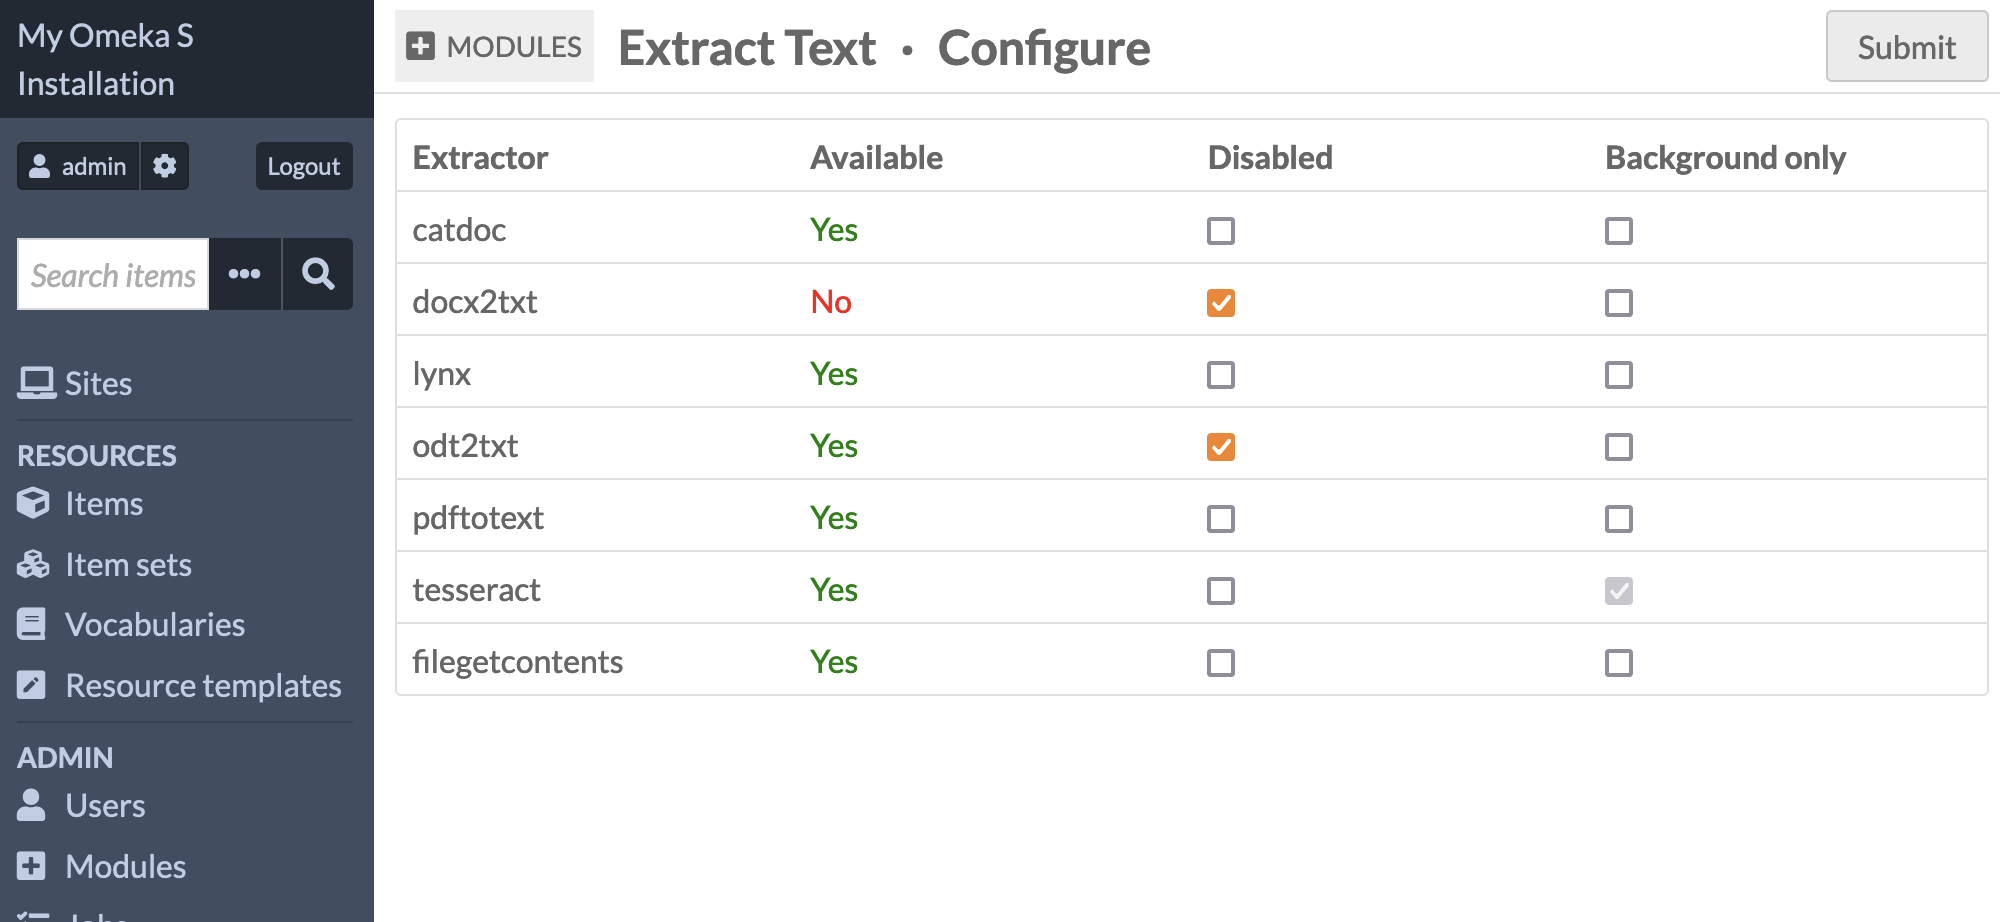 My Omeka S
Installation
admin
Logout
Search items
Sites
RESOURCES
Items
Item sets
Vocabularies
Resource templates
ADMIN
Users
Modules
MODULES
Extract Text · Configure
Submit
Extractor Available Disabled Background only
catdoc Yes
docx2txt No
lynx Yes
odt2txt Yes
pdftotext Yes
tesseract Yes
filegetcontents Yes